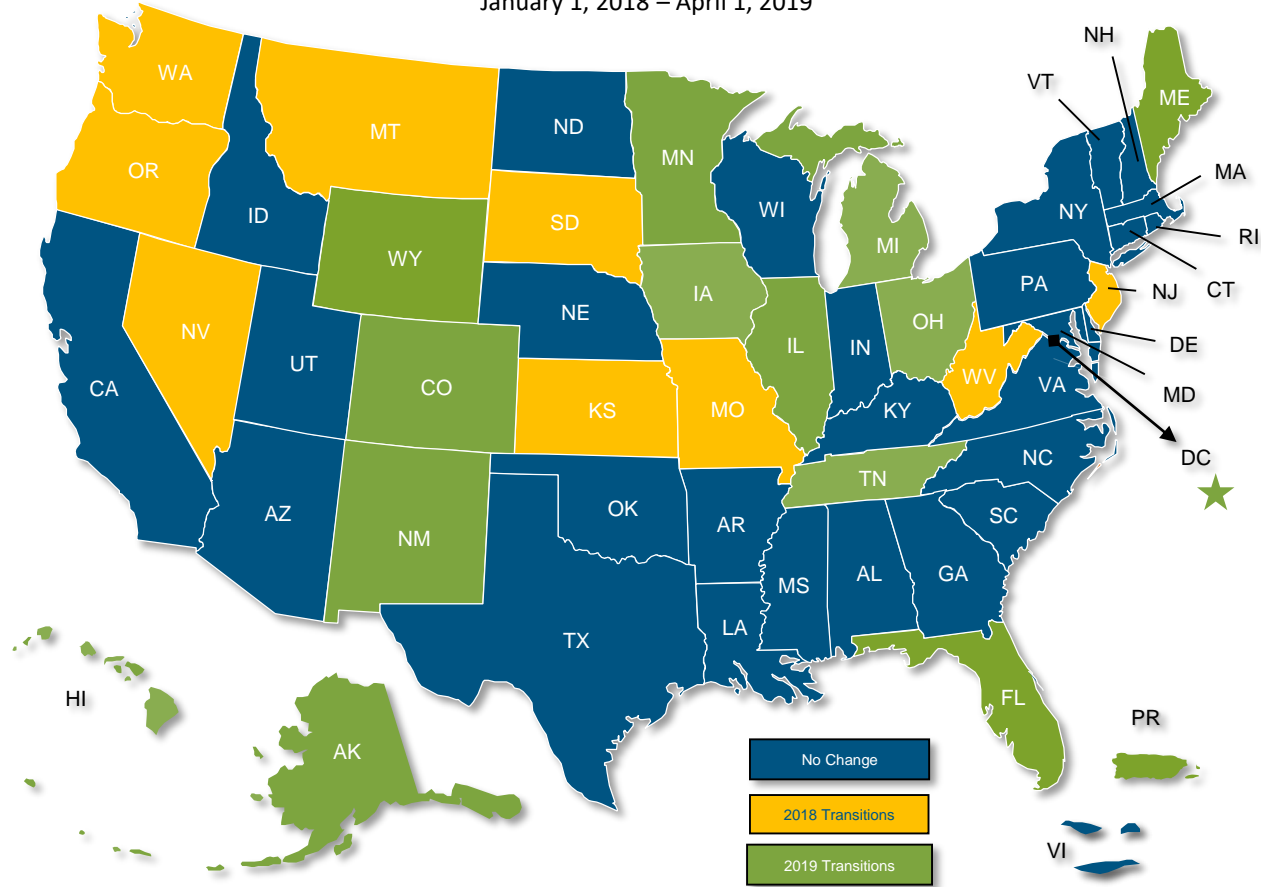 January 1, 2018 – April 1, 2019
NH
VT
WA
ME
MT
ND
MN
OR
MA
ID
WI
NY
SD
RI
MI
WY
PA
CT
IA
NJ
NE
OH
NV
IL
IN
DE
UT
WV
CA
CO
VA
MD
KS
MO
KY
NC
DC
TN
OK
AZ
SC
AR
NM
GA
AL
MS
LA
TX
HI
FL
PR
AK
No Change
2018 Transitions
VI
2019 Transitions